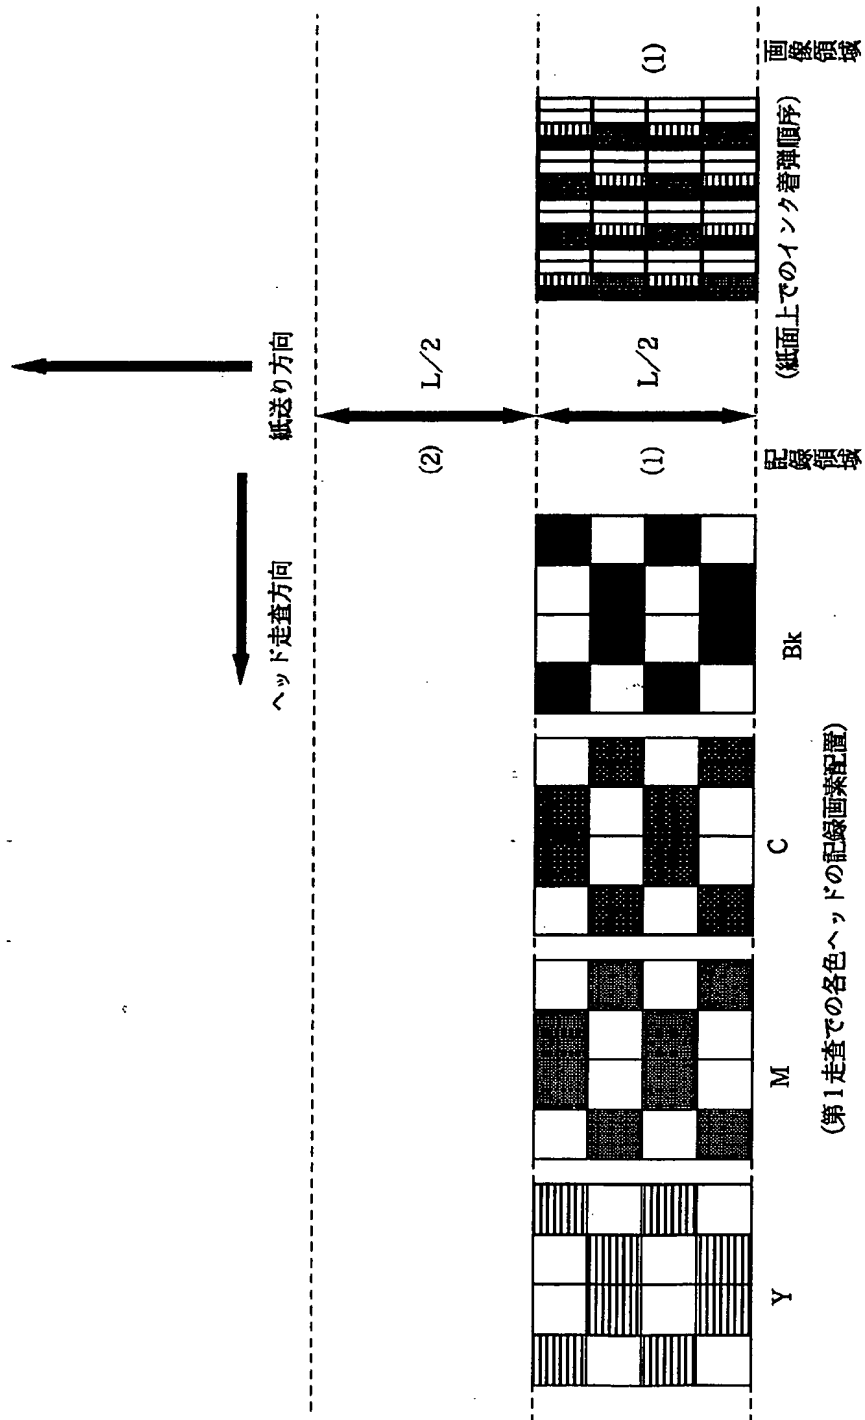 紙送り方向
ヘッド走査方向
(2)
L/2
(1)
L/2
(1)
記録領域
画像領域
Y
M
C
Bk
(第1走査での各色ヘッドの記録画素配置)
(紙面上でのインク着弾順序)